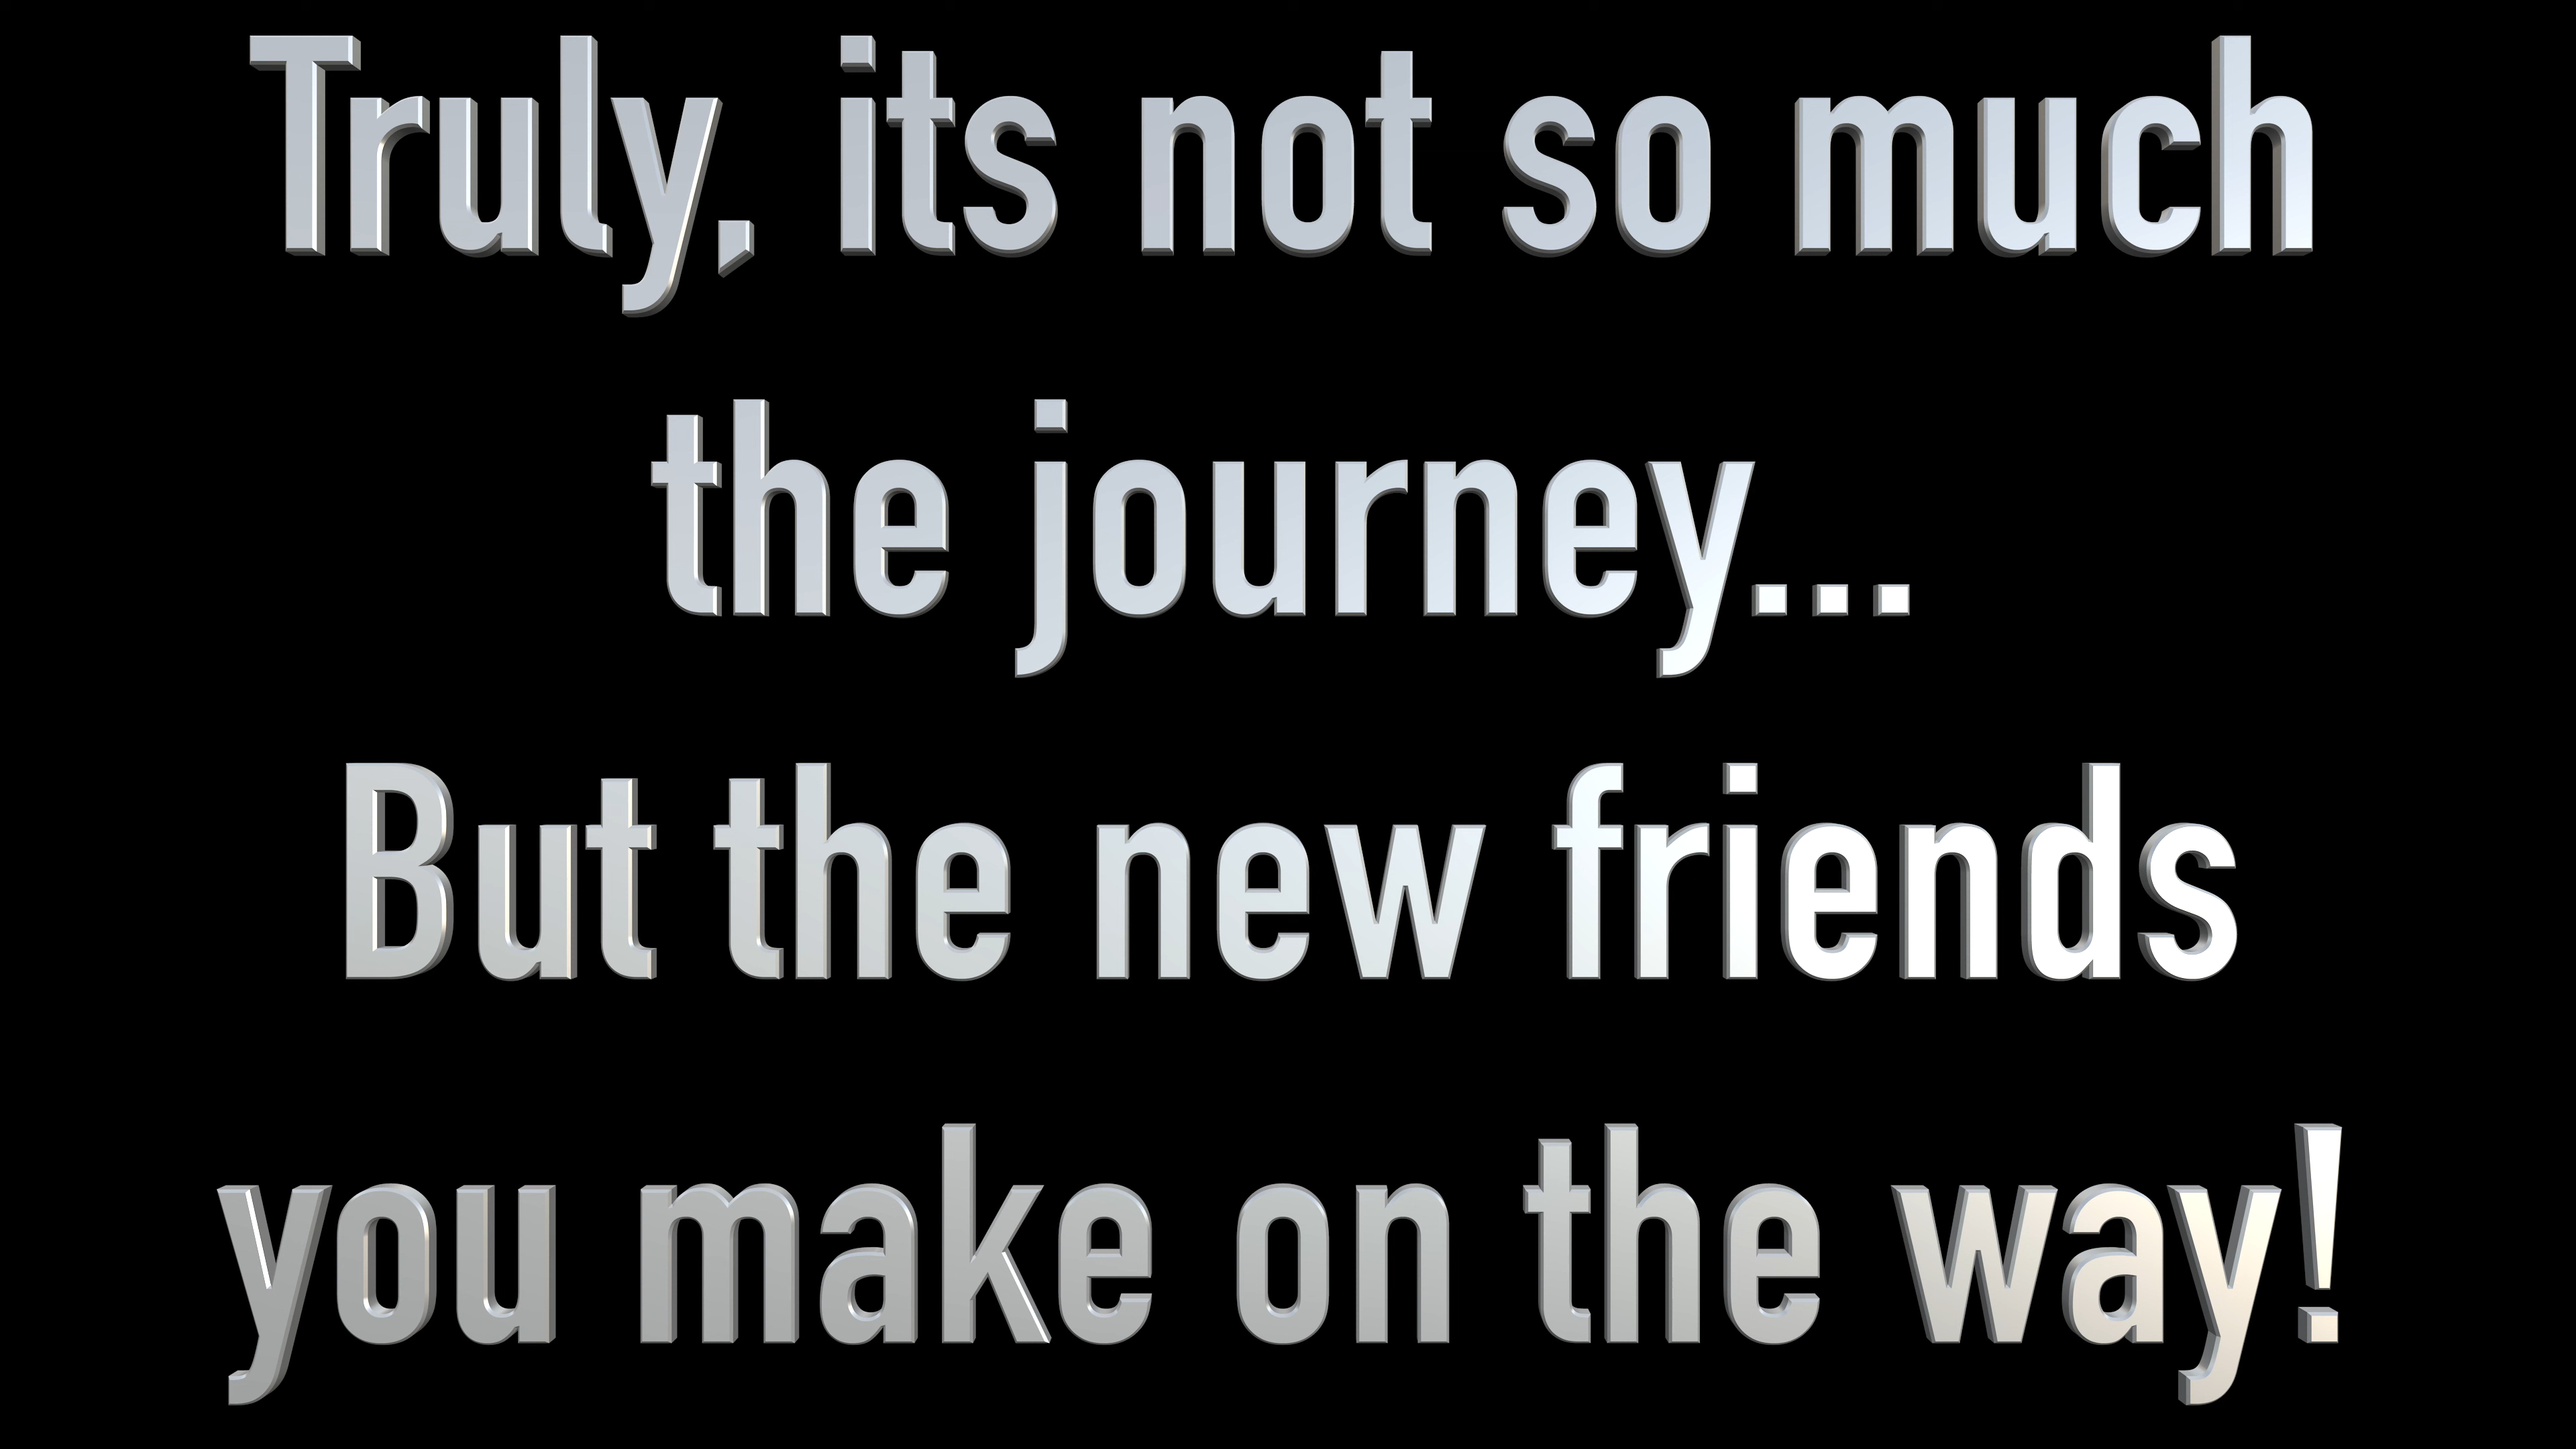 Truly, its not so much
the journey...
But the new friends
you make on the way!